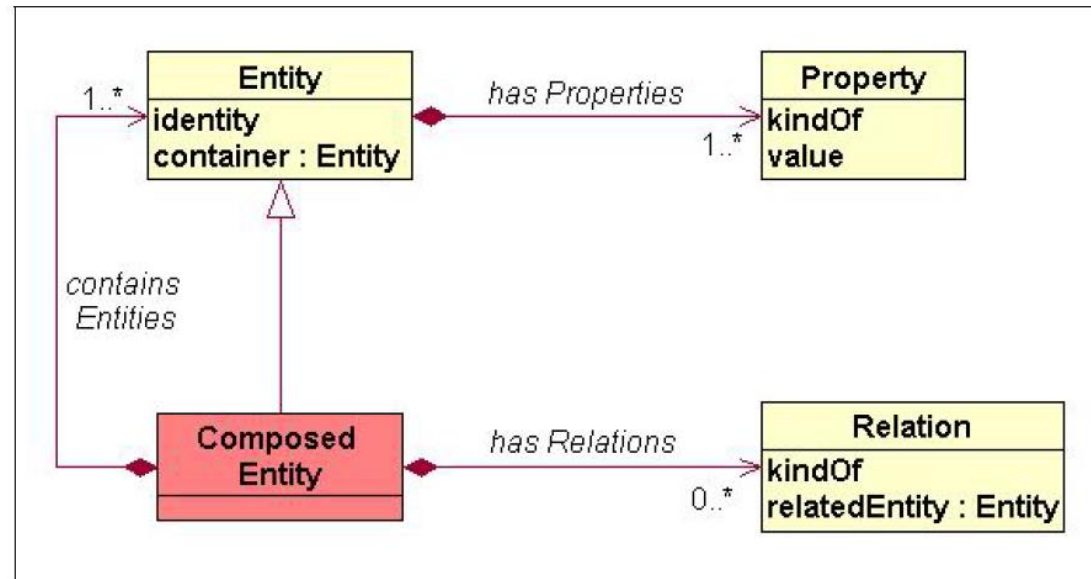 Entity
identity
container : Entity
1..*
has Properties
1..*
Property
kindOf
value
contains
Entities
Composed
Entity
has Relations
0..*
Relation
kindOf
relatedEntity : Entity